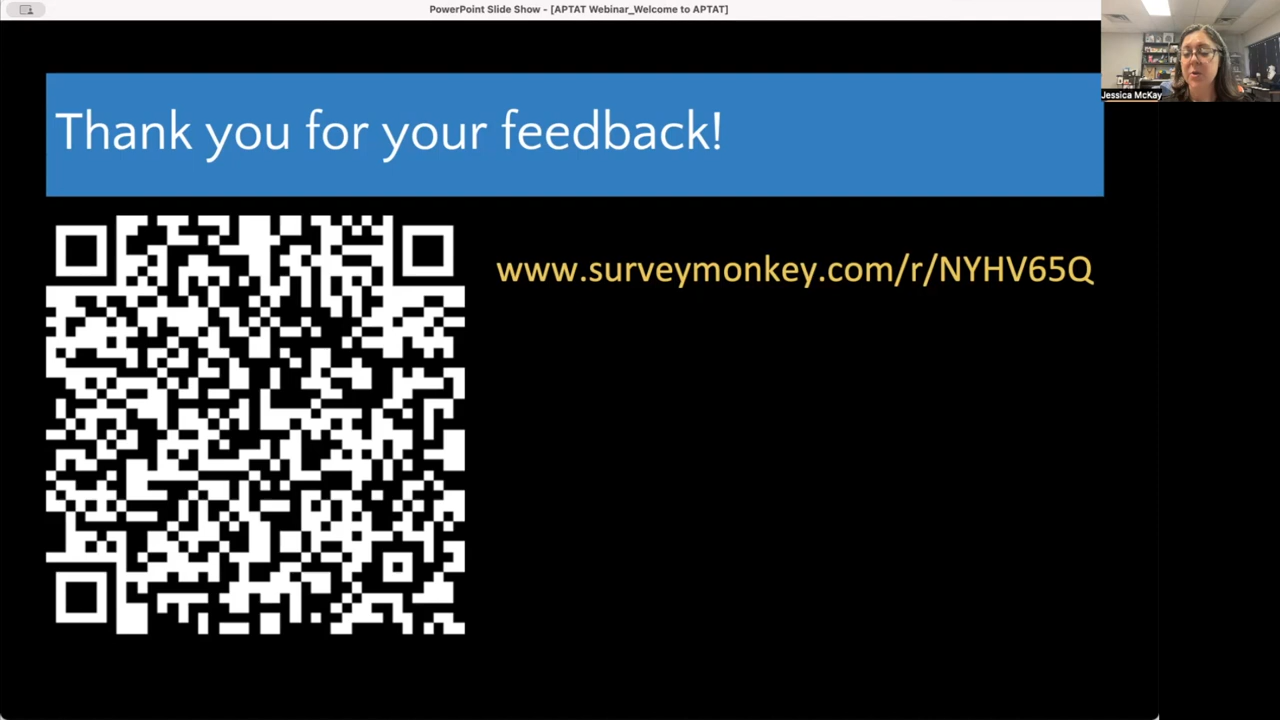 PowerPoint Slide Show - [APTAT Webinar_Welcome to APTAT]
Jessica McKay
Thank you for your feedback!
www.surveymonkey.com/r/NYHV65Q